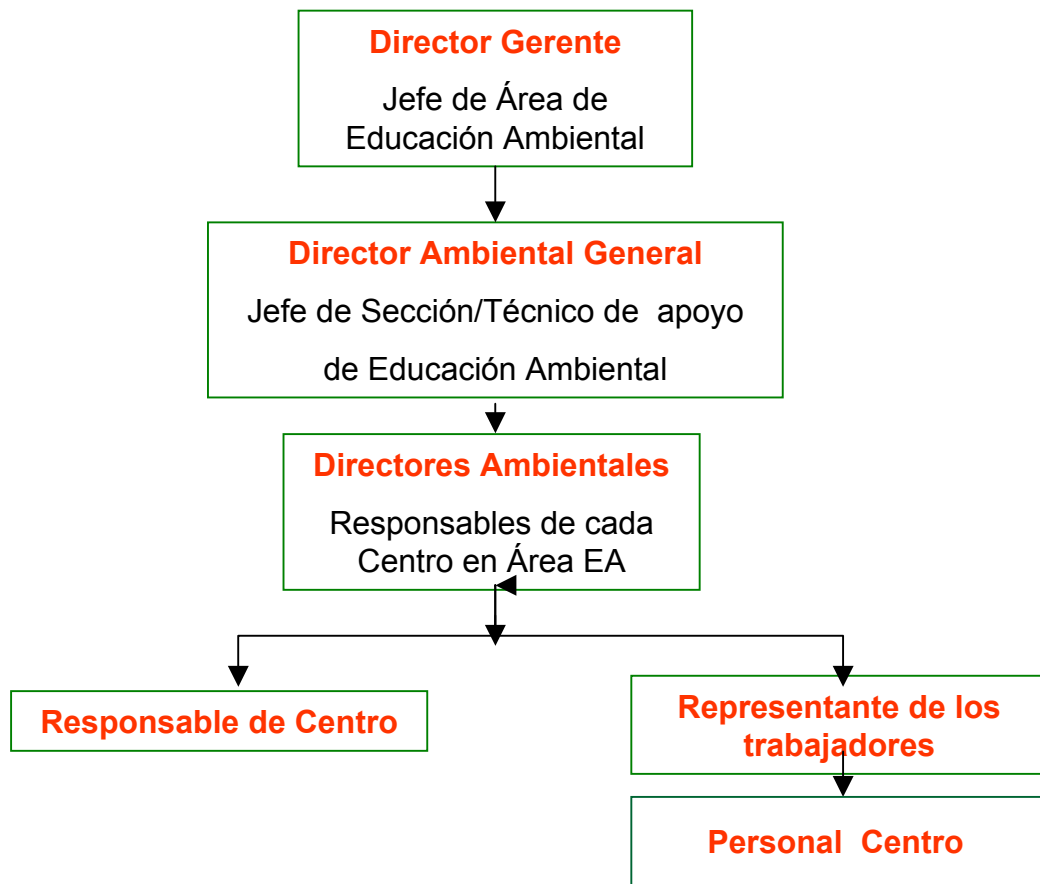 Director Gerente
Jefe de Área de
Educación Ambiental
Director Ambiental General
Jefe de Sección/Técnico de apoyo
de Educación Ambiental
Directores Ambientales
Responsables de cada
Centro en Área EA
Responsable de Centro
Representante de los
trabajadores
Personal Centro